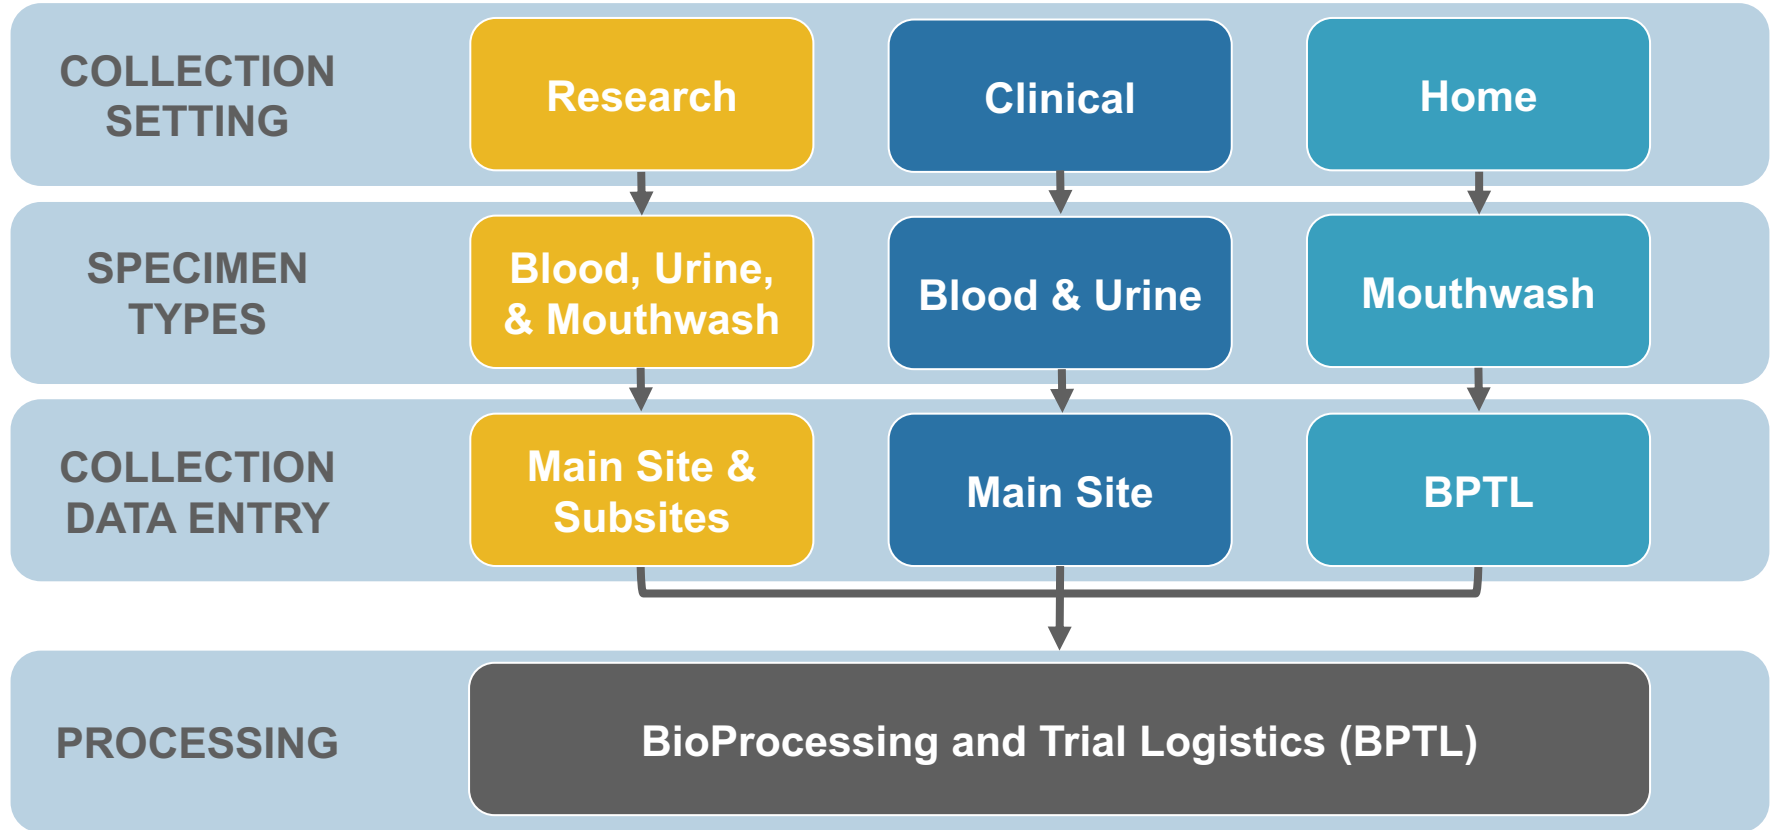 COLLECTION
SETTING
Research
Clinical
Home
SPECIMEN
TYPES
Blood, Urine,
& Mouthwash
Blood & Urine
Mouthwash
COLLECTION
DATA ENTRY
Main Site &
Subsites
Main Site
BPTL
PROCESSING
BioProcessing and Trial Logistics (BPTL)